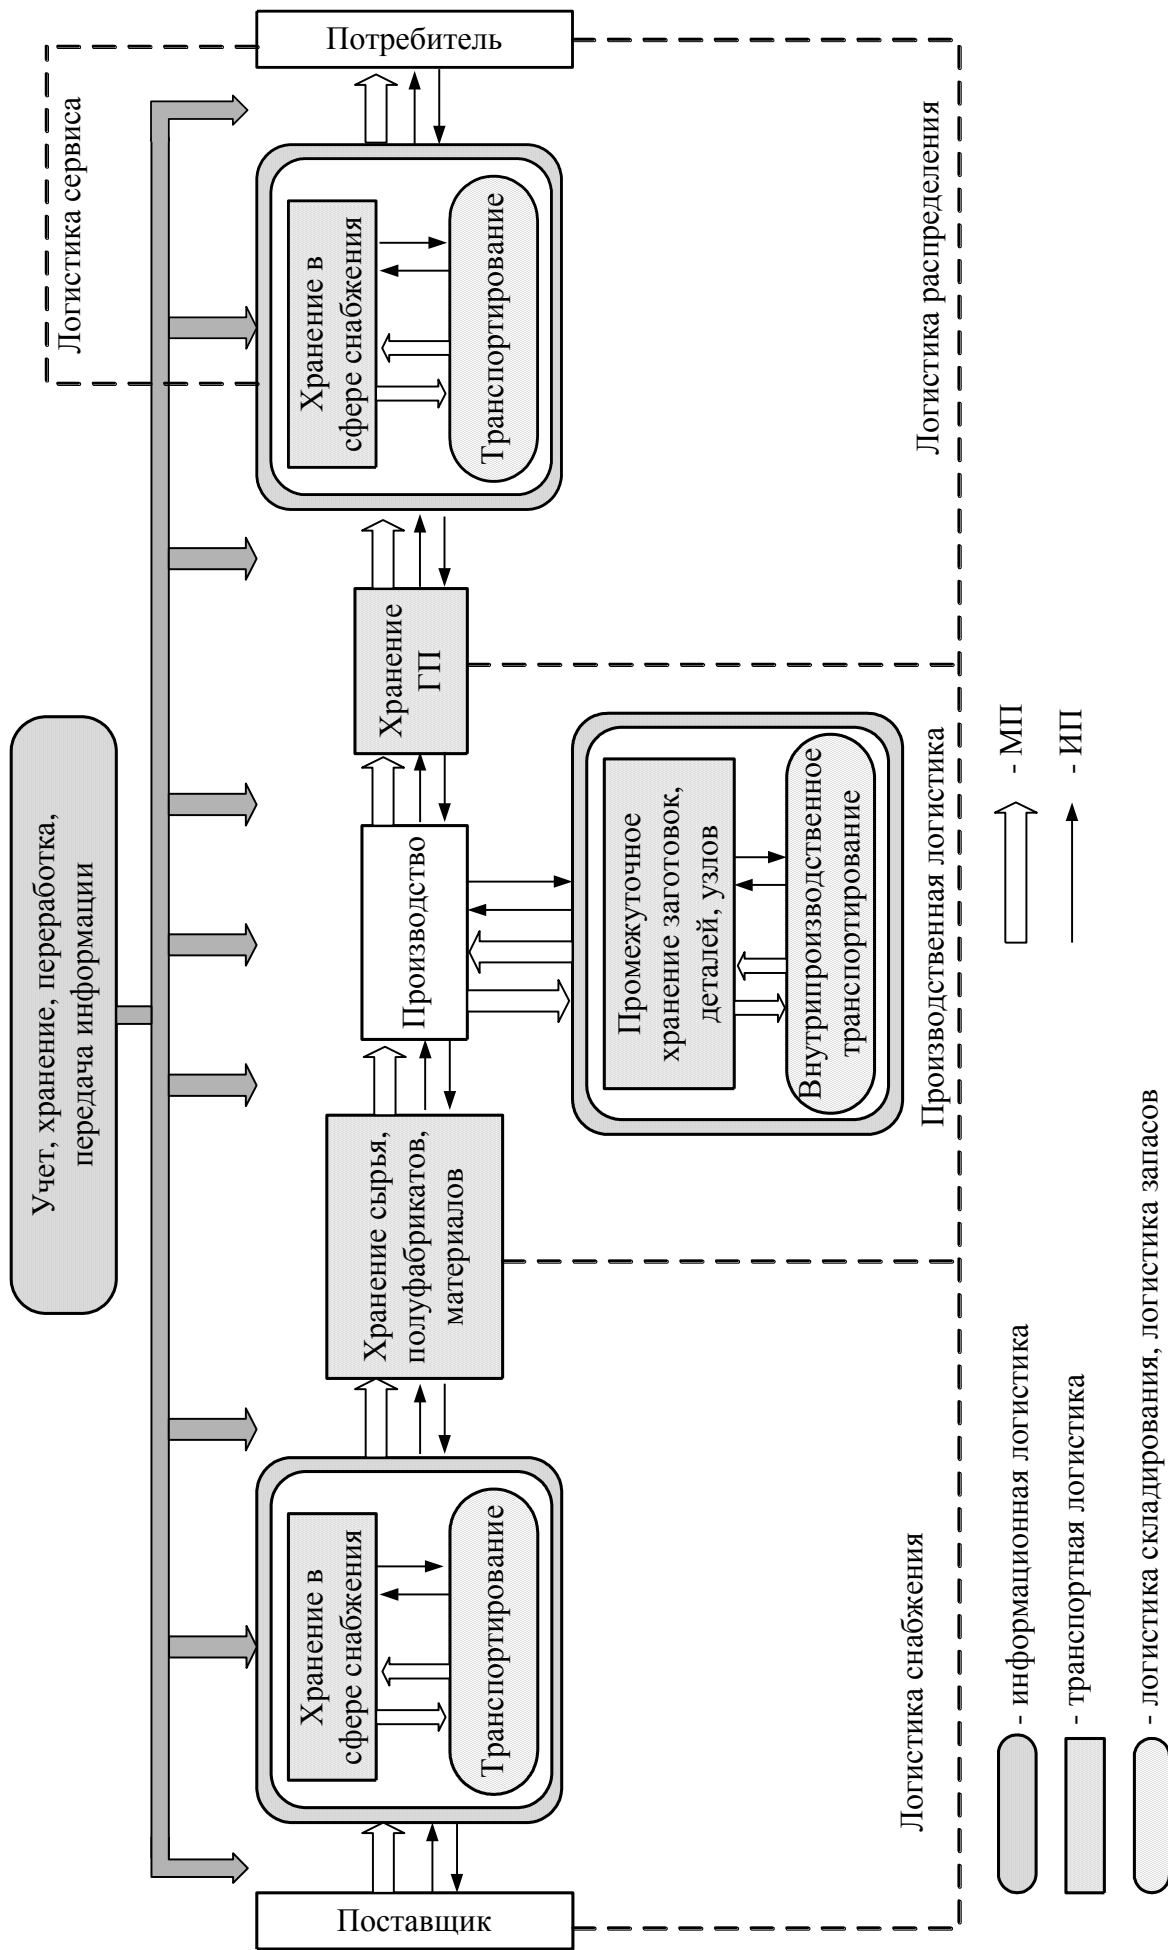 Учет, хранение, переработка,
передача информации
Логистика сервиса
Поставщик
Хранение в
сфере снабжения
Транспортирование
Хранение сырья,
полуфабрикатов,
материалов
Производство
Хранение
ГП
Хранение в
сфере снабжения
Транспортирование
Потребитель
Промежуточное
хранение заготовок,
деталей, узлов
Внутрипроизводственное
транспортирование
Логистика снабжения
Производственная логистика
Логистика распределения
- информационная логистика
- МП
- транспортная логистика
- ИП
- логистика складирования, логистика запасов